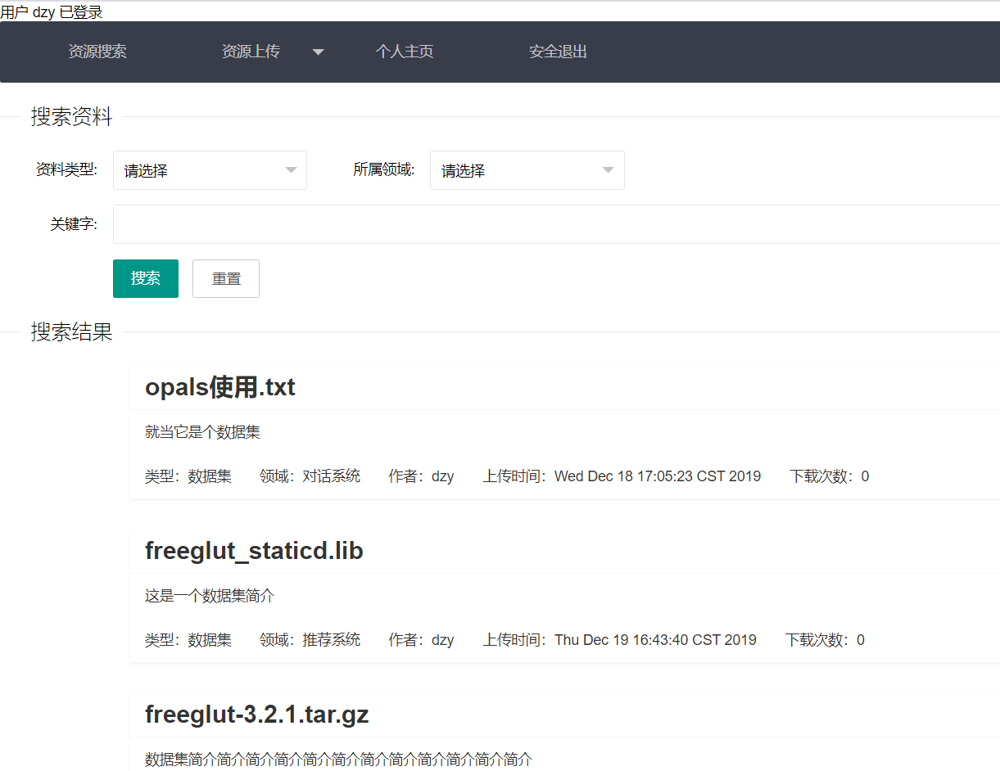 用户 dzy 已登录
资源搜索 资源上传 个人主页 安全退出
搜索资料
资料类型: 请选择 所属领域: 请选择
关键字:
搜索 重置
搜索结果
opals使用.txt
就当它是个数据集
类型：数据集 领域：对话系统 作者：dzy 上传时间：Wed Dec 18 17:05:23 CST 2019 下载次数：0
freeglut_staticd.lib
这是一个数据集简介
类型：数据集 领域：推荐系统 作者：dzy 上传时间：Thu Dec 19 16:43:40 CST 2019 下载次数：0
freeglut-3.2.1.tar.gz
数据集简介简介简介简介简介简介简介简介简介简介简介简介